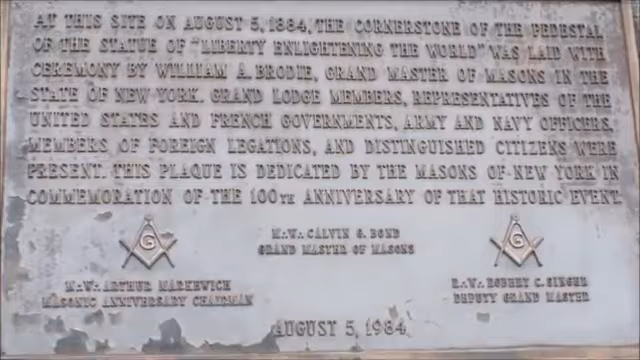 AT THIS SITE ON AUGUST 5, 1884, THE CORNERSTONE OF THE PEDESTAL
OF THE STATUE OF "LIBERTY ENLIGHTENING THE WORLD" WAS LAID WITH
CEREMONY BY WILLIAM A. BRODIE, GRAND MASTER OF MASONS IN THE
STATE OF NEW YORK. GRAND LODGE MEMBERS, REPRESENTATIVES OF THE
UNITED STATES AND FRENCH GOVERNMENTS, ARMY AND NAVY OFFICERS,
MEMBERS OF FOREIGN LEGATIONS, AND DISTINGUISHED CITIZENS WERE
PRESENT. THIS PLAQUE IS DEDICATED BY THE MASONS OF NEW YORK IN
COMMEMORATION OF THE 100TH ANNIVERSARY OF THAT HISTORIC EVENT.
M∴W∴ CALVIN G. BOND
GRAND MASTER OF MASONS
G
G
M∴W∴ ARTHUR MARKEWICH
MASONIC ANNIVERSARY CHAIRMAN
R∴W∴ ROBERT C. SINGER
DEPUTY GRAND MASTER
AUGUST 5, 1984